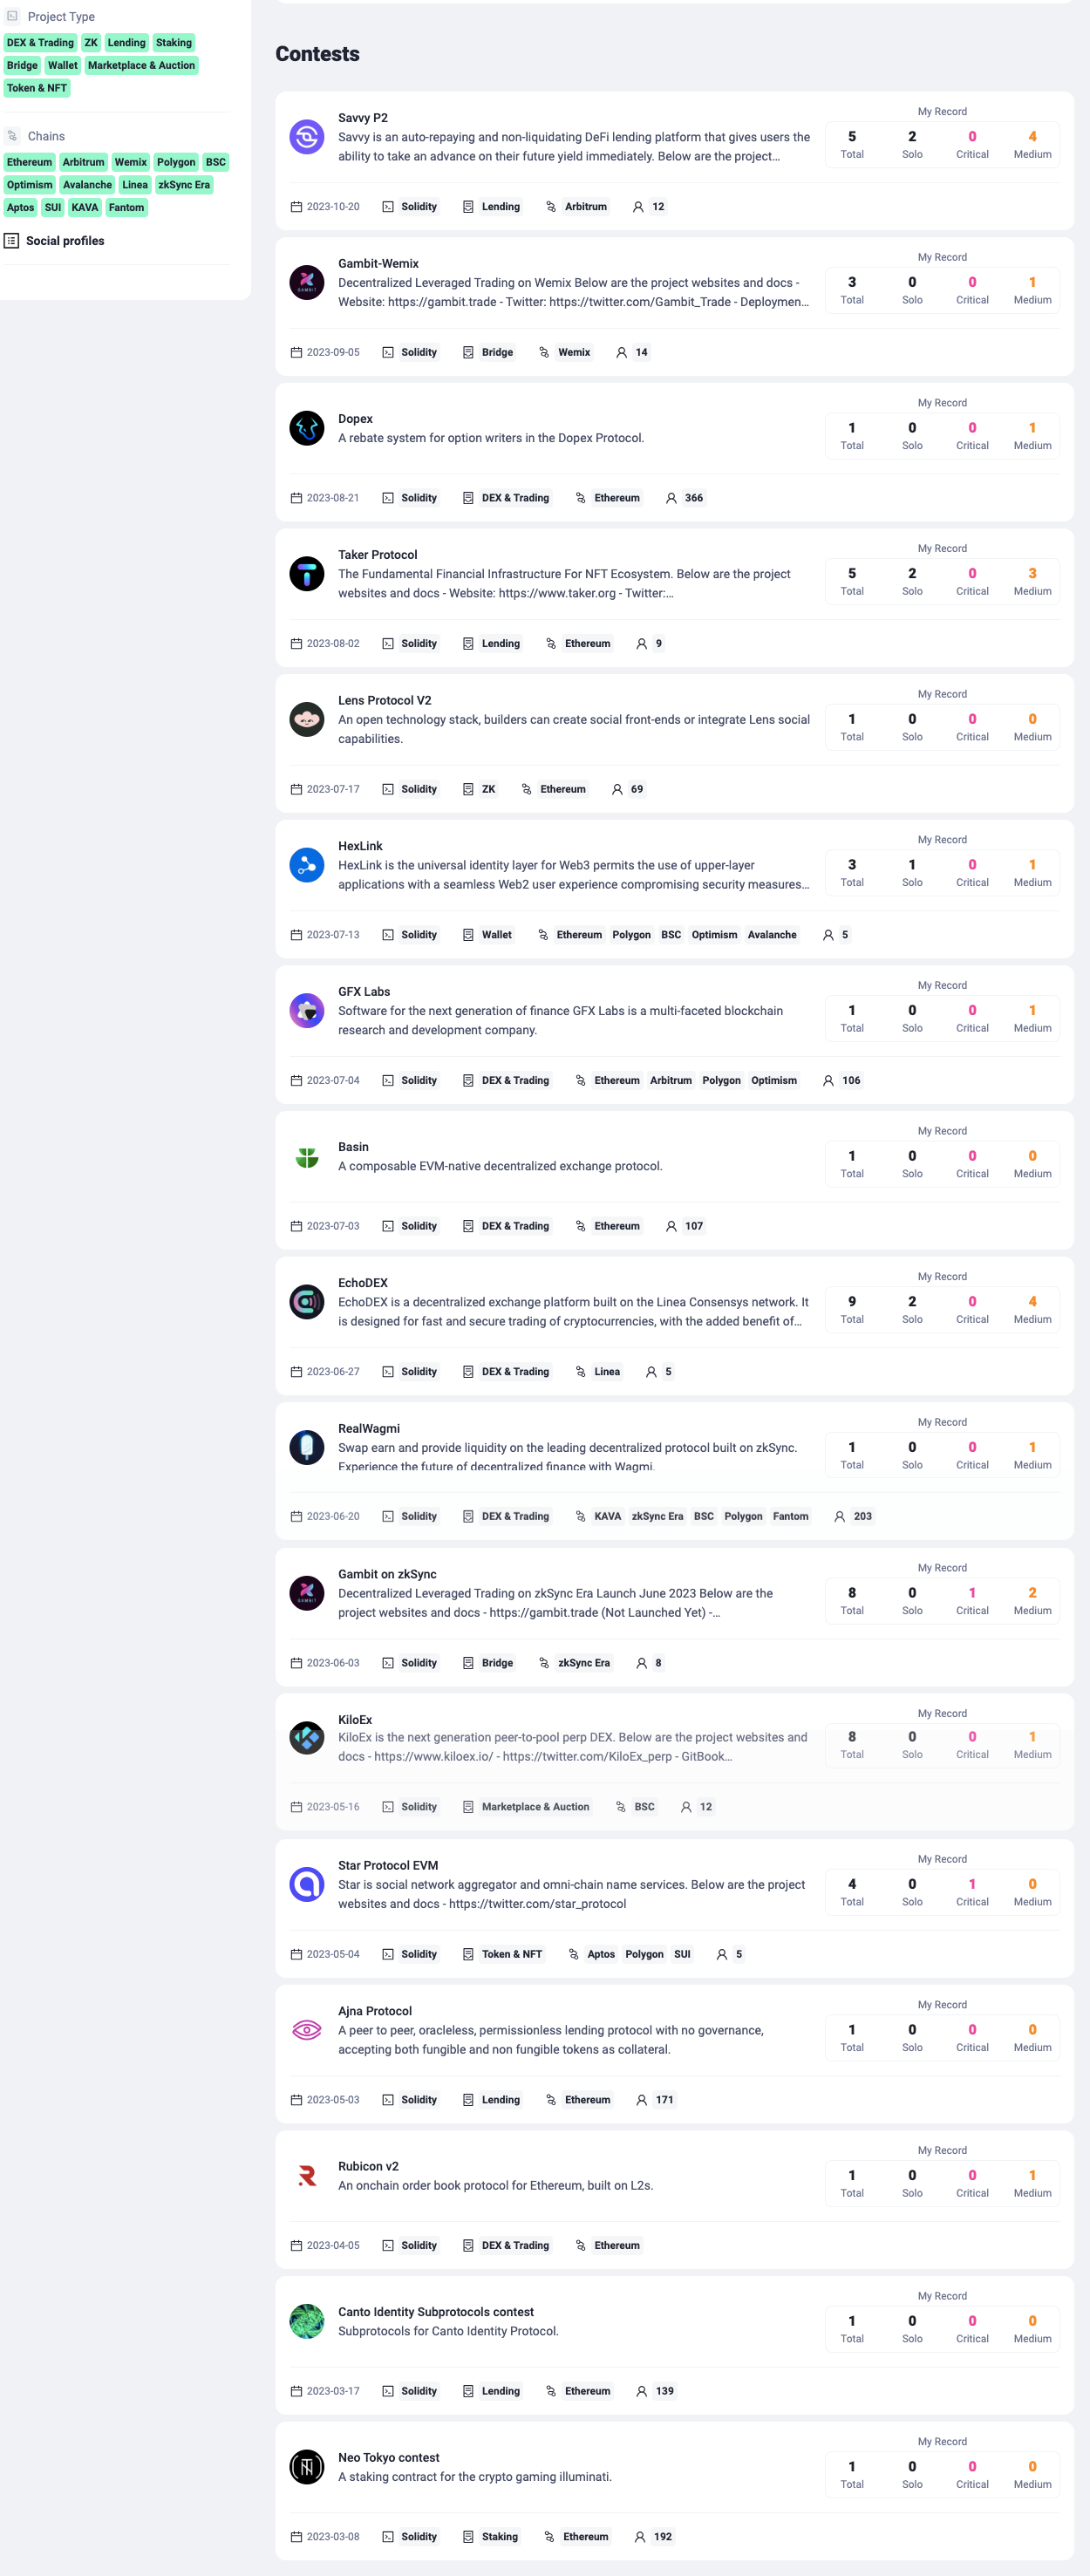 Project Type
DEX & Trading ZK Lending Staking
Bridge Wallet Marketplace & Auction
Token & NFT
Chains
Ethereum Arbitrum Wemix Polygon BSC
Optimism Avalanche Linea zkSync Era
Aptos SUI KAVA Fantom
Social profiles
Contests
Savvy P2
Savvy is an auto-repaying and non-liquidating DeFi lending platform that gives users the
ability to take an advance on their future yield immediately. Below are the project...
My Record
5 2 0 4
Total Solo Critical Medium
2023-10-20 Solidity Lending Arbitrum 12
Gambit-Wemix
Decentralized Leveraged Trading on Wemix Below are the project websites and docs -
Website: https://gambit.trade - Twitter: https://twitter.com/Gambit_Trade - Deploymen...
My Record
3 0 0 1
Total Solo Critical Medium
2023-09-05 Solidity Bridge Wemix 14
Dopex
A rebate system for option writers in the Dopex Protocol.
My Record
1 0 0 1
Total Solo Critical Medium
2023-08-21 Solidity DEX & Trading Ethereum 366
Taker Protocol
The Fundamental Financial Infrastructure For NFT Ecosystem. Below are the project
websites and docs - Website: https://www.taker.org - Twitter:...
My Record
5 2 0 3
Total Solo Critical Medium
2023-08-02 Solidity Lending Ethereum 9
Lens Protocol V2
An open technology stack, builders can create social front-ends or integrate Lens social
capabilities.
My Record
1 0 0 0
Total Solo Critical Medium
2023-07-17 Solidity ZK Ethereum 69
HexLink
HexLink is the universal identity layer for Web3 permits the use of upper-layer
applications with a seamless Web2 user experience compromising security measures...
My Record
3 1 0 1
Total Solo Critical Medium
2023-07-13 Solidity Wallet Ethereum Polygon BSC Optimism Avalanche 5
GFX Labs
Software for the next generation of finance GFX Labs is a multi-faceted blockchain
research and development company.
My Record
1 0 0 1
Total Solo Critical Medium
2023-07-04 Solidity DEX & Trading Ethereum Arbitrum Polygon Optimism 106
Basin
A composable EVM-native decentralized exchange protocol.
My Record
1 0 0 0
Total Solo Critical Medium
2023-07-03 Solidity DEX & Trading Ethereum 107
EchoDEX
EchoDEX is a decentralized exchange platform built on the Linea Consensys network. It
is designed for fast and secure trading of cryptocurrencies, with the added benefit of...
My Record
9 2 0 4
Total Solo Critical Medium
2023-06-27 Solidity DEX & Trading Linea 5
RealWagmi
Swap earn and provide liquidity on the leading decentralized protocol built on zkSync.
Experience the future of decentralized finance with Wagmi.
My Record
1 0 0 1
Total Solo Critical Medium
2023-06-20 Solidity DEX & Trading KAVA zkSync Era BSC Polygon Fantom 203
Gambit on zkSync
Decentralized Leveraged Trading on zkSync Era Launch June 2023 Below are the
project websites and docs - https://gambit.trade (Not Launched Yet) -...
My Record
8 0 1 2
Total Solo Critical Medium
2023-06-03 Solidity Bridge zkSync Era 8
KiloEx
KiloEx is the next generation peer-to-pool perp DEX. Below are the project websites and
docs - https://www.kiloex.io/ - https://twitter.com/KiloEx_perp - GitBook...
My Record
8 0 0 1
Total Solo Critical Medium
2023-05-16 Solidity Marketplace & Auction BSC 12
Star Protocol EVM
Star is social network aggregator and omni-chain name services. Below are the project
websites and docs - https://twitter.com/star_protocol
My Record
4 0 1 0
Total Solo Critical Medium
2023-05-04 Solidity Token & NFT Aptos Polygon SUI 5
Ajna Protocol
A peer to peer, oracleless, permissionless lending protocol with no governance,
accepting both fungible and non fungible tokens as collateral.
My Record
1 0 0 0
Total Solo Critical Medium
2023-05-03 Solidity Lending Ethereum 171
Rubicon v2
An onchain order book protocol for Ethereum, built on L2s.
My Record
1 0 0 1
Total Solo Critical Medium
2023-04-05 Solidity DEX & Trading Ethereum
Canto Identity Subprotocols contest
Subprotocols for Canto Identity Protocol.
My Record
1 0 0 0
Total Solo Critical Medium
2023-03-17 Solidity Lending Ethereum 139
Neo Tokyo contest
A staking contract for the crypto gaming illuminati.
My Record
1 0 0 0
Total Solo Critical Medium
2023-03-08 Solidity Staking Ethereum 192